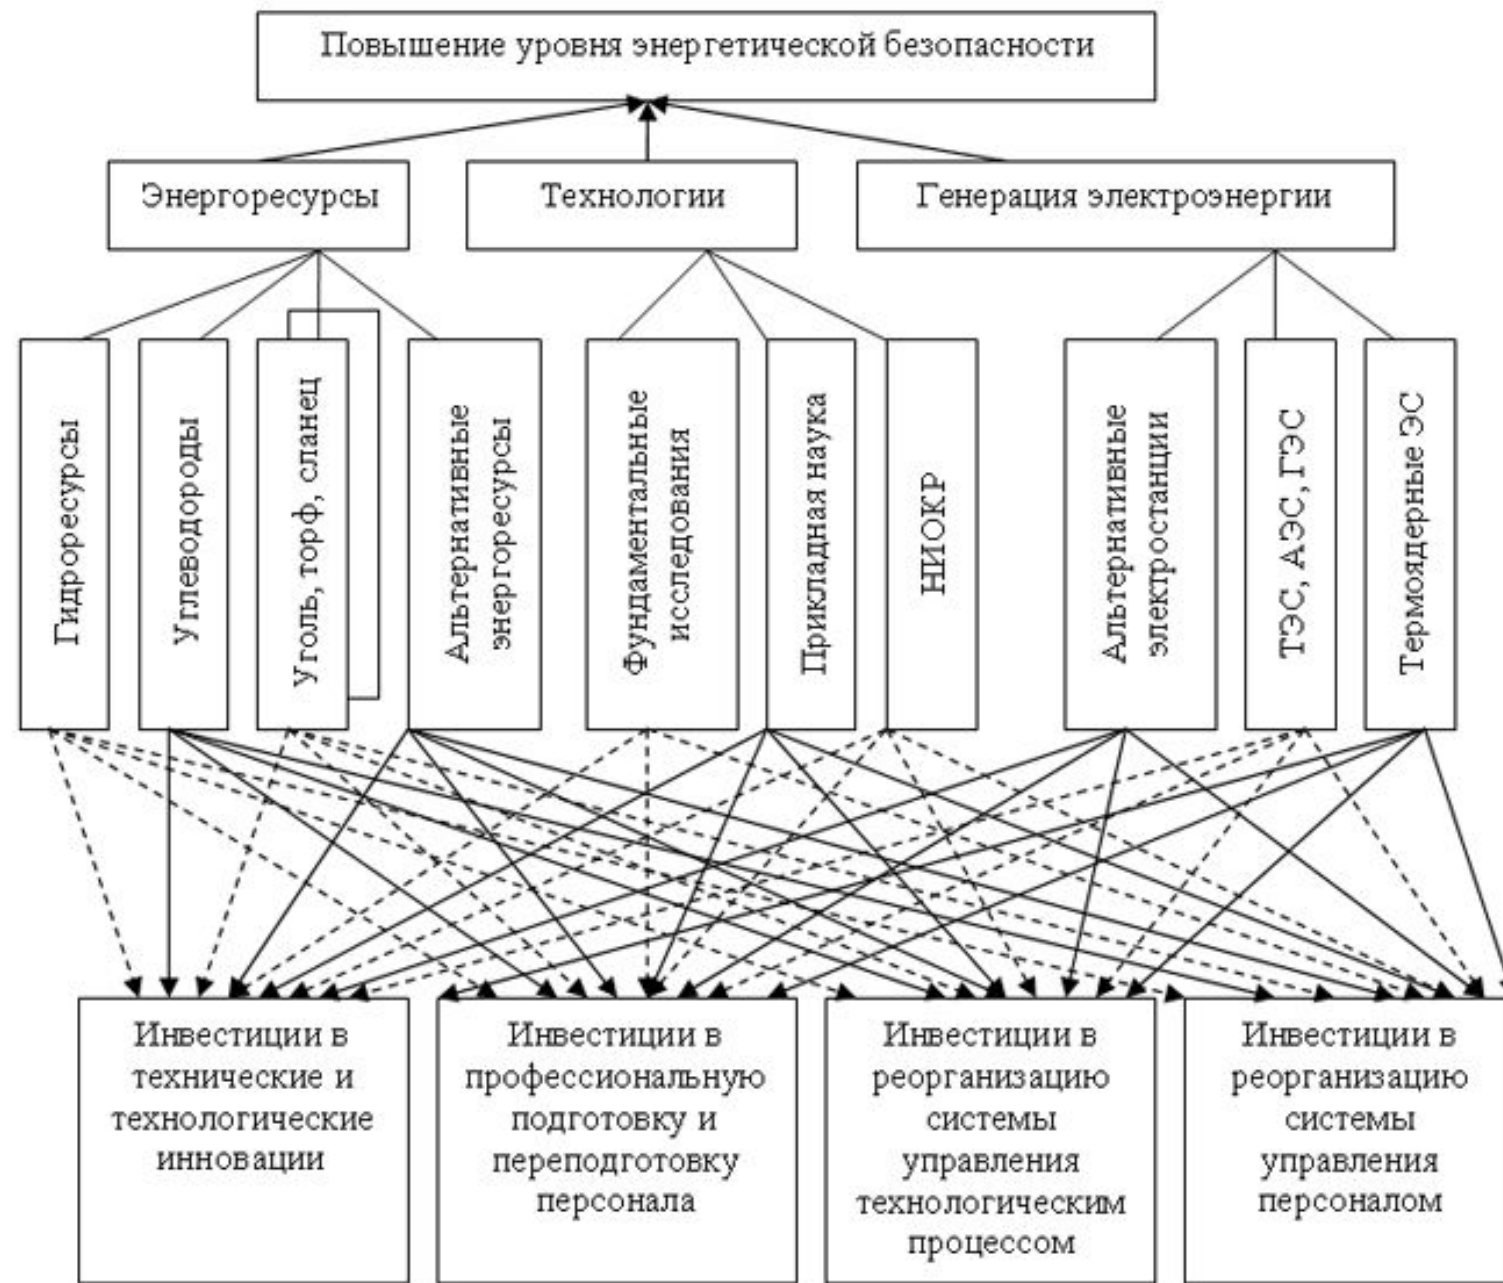 Повышение уровня энергетической безопасности
Энергоресурсы
Технологии
Генерация электроэнергии
Гидроресурсы
Углеводороды
Уголь, торф, сланец
Альтернативные
энергоресурсы
Фундаментальные
исследования
Прикладная наука
НИОКР
Альтернативные
электростанции
ТЭС, АЭС, ГЭС
Термоядерные ЭС
Инвестиции в
технические и
технологические
инновации
Инвестиции в
профессиональную
подготовку и
переподготовку
персонала
Инвестиции в
реорганизацию
системы
управления
технологическим
процессом
Инвестиции в
реорганизацию
системы
управления
персоналом